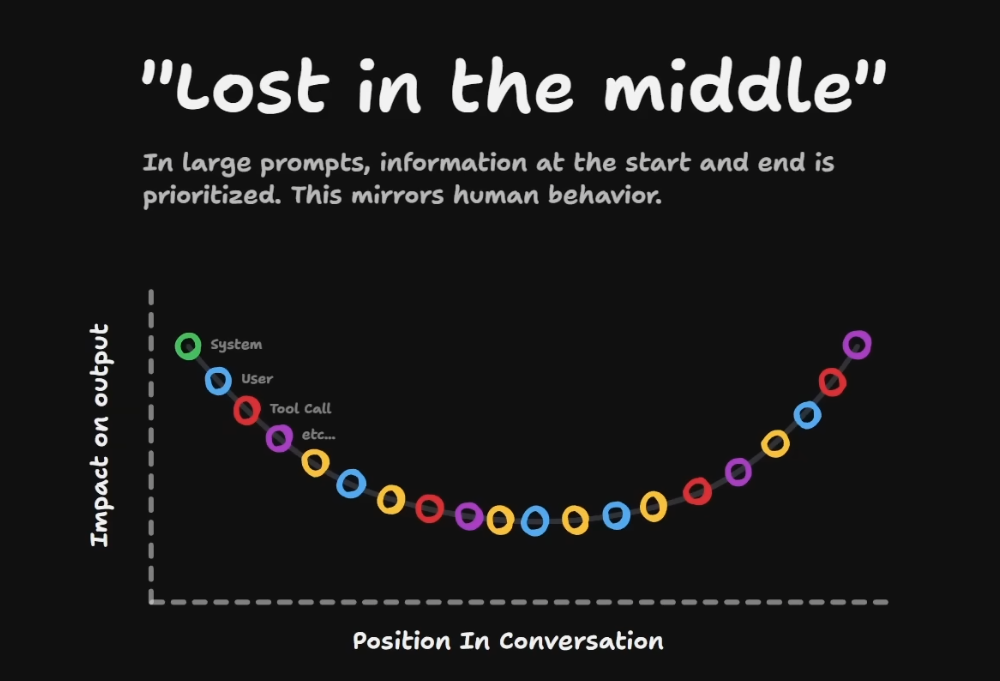 "Lost in the middle"
In large prompts, information at the start and end is
prioritized. This mirrors human behavior.
Impact on output
System
User
Tool Call
etc...
Position In Conversation